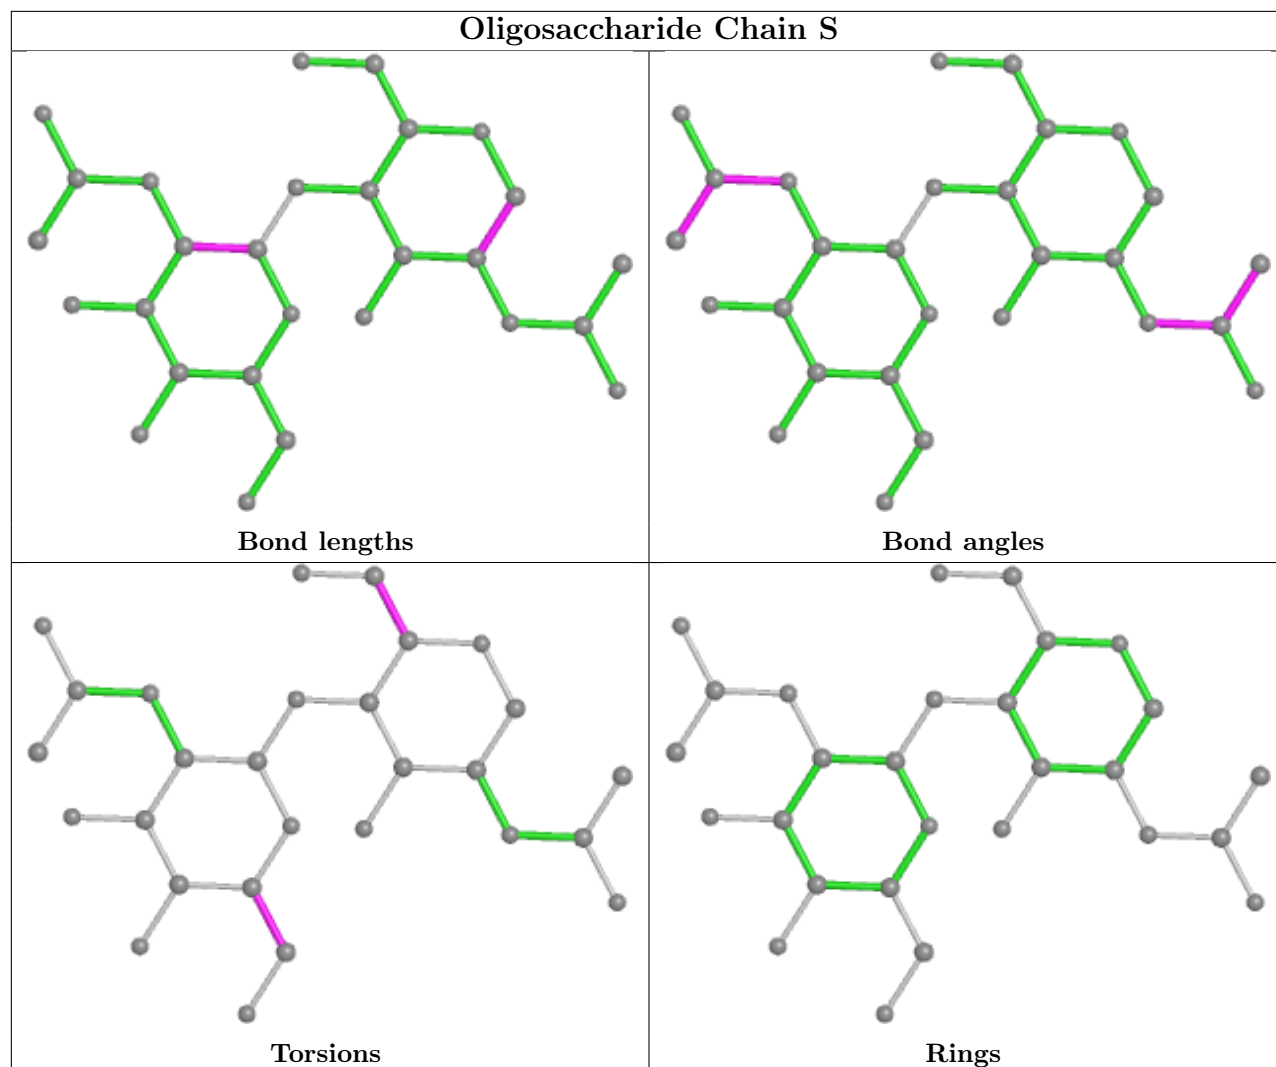 Oligosaccharide Chain S
Bond lengths
Bond angles
Torsions
Rings